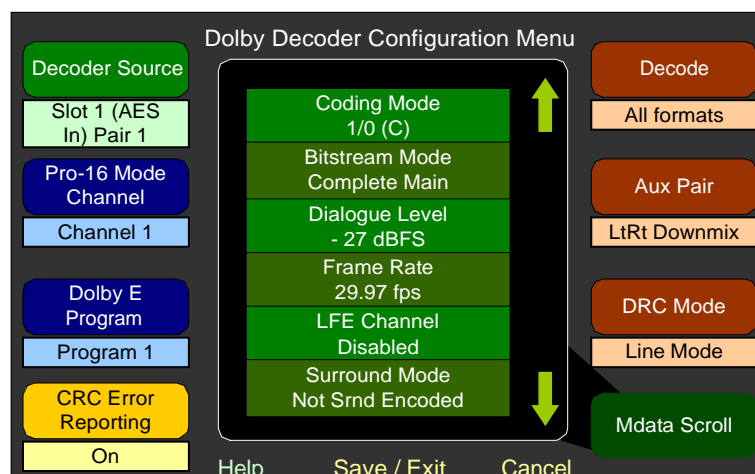 Dolby Decoder Configuration Menu
Decoder Source
Slot 1 (AES
In) Pair 1
Pro-16 Mode
Channel
Channel 1
Dolby E
Program
Program 1
CRC Error
Reporting
On
Coding Mode
1/0 (C)
Bitstream Mode
Complete Main
Dialogue Level
- 27 dBFS
Frame Rate
29.97 fps
LFE Channel
Disabled
Surround Mode
Not Srnd Encoded
Decode
All formats
Aux Pair
LtRt Downmix
DRC Mode
Line Mode
Mdata Scroll
Help
Save / Exit
Cancel